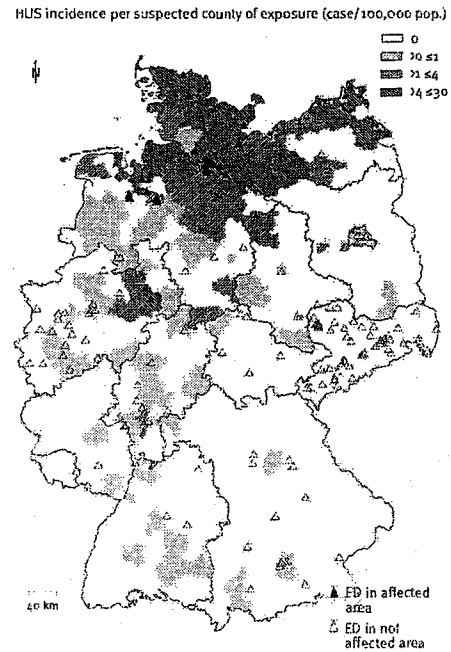 HUS incidence per suspected county of exposure (case/100,000 pop.)
0
>0 ≤1
>1 ≤4
>4 ≤30
N
40 km
ED in affected
area
ED in not
affected area